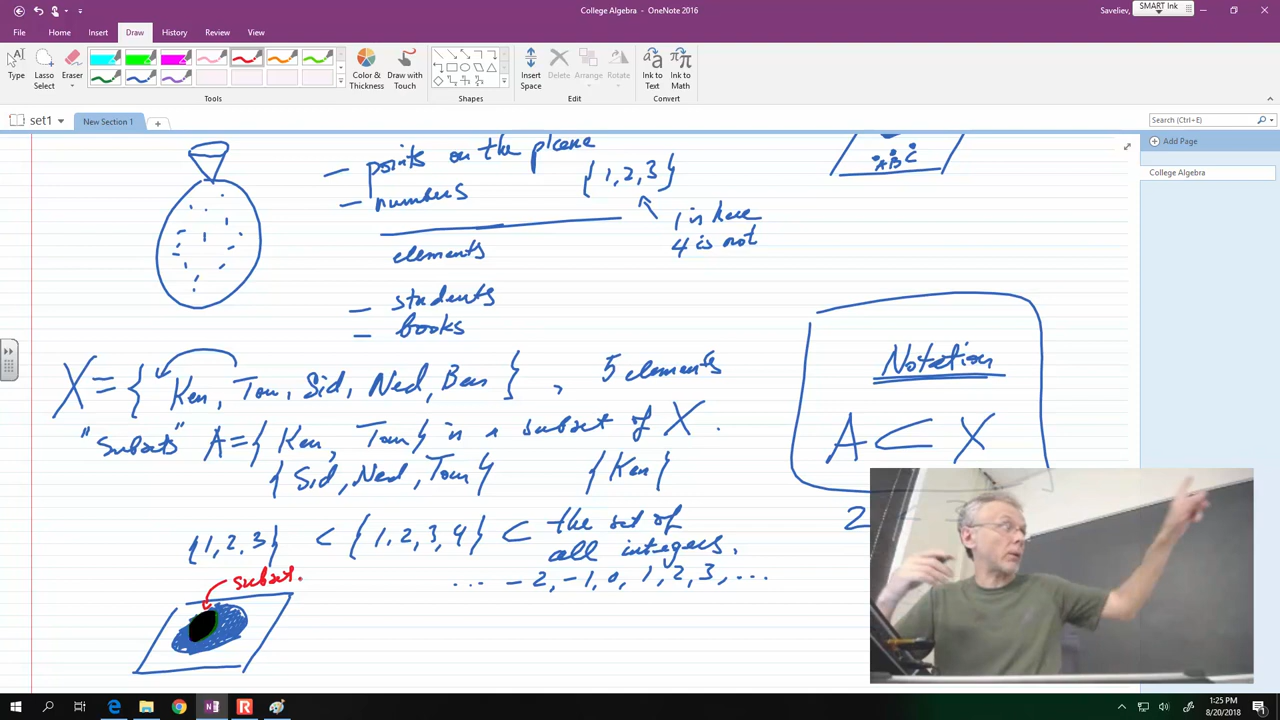 College Algebra - OneNote 2016
Saveliev,
SMART Ink
File Home Insert Draw History Review View
Type
Lasso Select
Eraser
Color & Thickness
Draw with Touch
Insert Space
Delete
Arrange
Rotate
Ink to Text
Ink to Math
Tools
Shapes
Edit
Convert
set1
New Section 1
Search (Ctrl+E)
Add Page
College Algebra
– points on the plane
– numbers
{1, 2, 3}
1 is here
4 is not
elements
– students
– books
A B C
X = { Ken, Tom, Sid, Ned, Ben } , 5 elements
"Subsets" A = { Ken, Tom } is a subset of X.
{ Sid, Ned, Tom } { Ken }
Notation
A ⊂ X
2
{1, 2, 3} ⊂ {1, 2, 3, 4} ⊂ the set of
all integers.
... –2, –1, 0, 1, 2, 3, ...
subset.
1:25 PM
8/20/2018